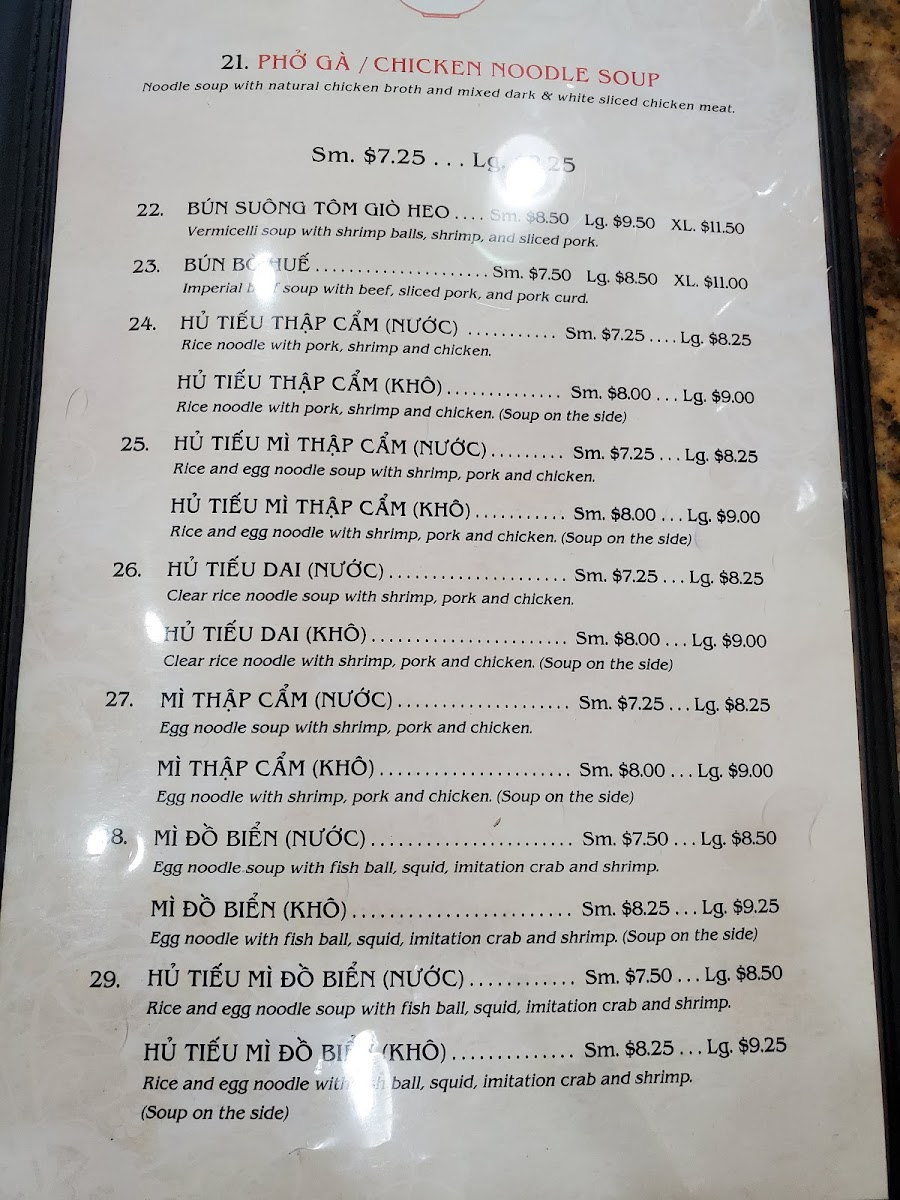 21. PHỞ GÀ / CHICKEN NOODLE SOUP
Noodle soup with natural chicken broth and mixed dark & white sliced chicken meat.
Sm. $7.25 . . . Lg.
22. BÚN SUÔNG TÔM GIÒ HEO .... Sm. $8.50 Lg. $9.50 XL. $11.50
Vermicelli soup with shrimp balls, shrimp, and sliced pork.
23. BÚN BÒ HUẾ ..................... Sm. $7.50 Lg. $8.50 XL. $11.00
Imperial beef soup with beef, sliced pork, and pork curd.
24. HỦ TIẾU THẬP CẨM (NƯỚC) .......... Sm. $7.25 .... Lg. $8.25
Rice noodle with pork, shrimp and chicken.
HỦ TIẾU THẬP CẨM (KHÔ) .............. Sm. $8.00 ... Lg. $9.00
Rice noodle with pork, shrimp and chicken. (Soup on the side)
25. HỦ TIẾU MÌ THẬP CẨM (NƯỚC) ......... Sm. $7.25 ... Lg. $8.25
Rice and egg noodle soup with shrimp, pork and chicken.
HỦ TIẾU MÌ THẬP CẨM (KHÔ) ........... Sm. $8.00 ... Lg. $9.00
Rice and egg noodle with shrimp, pork and chicken. (Soup on the side)
26. HỦ TIẾU DAI (NƯỚC) ...................... Sm. $7.25 ... Lg. $8.25
Clear rice noodle soup with shrimp, pork and chicken.
HỦ TIẾU DAI (KHÔ) ........................ Sm. $8.00 ... Lg. $9.00
Clear rice noodle with shrimp, pork and chicken. (Soup on the side)
27. MÌ THẬP CẨM (NƯỚC) ..................... Sm. $7.25 ... Lg. $8.25
Egg noodle soup with shrimp, pork and chicken.
MÌ THẬP CẨM (KHÔ) ....................... Sm. $8.00 ... Lg. $9.00
Egg noodle with shrimp, pork and chicken. (Soup on the side)
28. MÌ ĐỒ BIỂN (NƯỚC) ........................ Sm. $7.50 ... Lg. $8.50
Egg noodle soup with fish ball, squid, imitation crab and shrimp.
MÌ ĐỒ BIỂN (KHÔ) .......................... Sm. $8.25 ... Lg. $9.25
Egg noodle with fish ball, squid, imitation crab and shrimp. (Soup on the side)
29. HỦ TIẾU MÌ ĐỒ BIỂN (NƯỚC) ............ Sm. $7.50 ... Lg. $8.50
Rice and egg noodle soup with fish ball, squid, imitation crab and shrimp.
HỦ TIẾU MÌ ĐỒ BIỂN (KHÔ) .............. Sm. $8.25 ... Lg. $9.25
Rice and egg noodle with fish ball, squid, imitation crab and shrimp.
(Soup on the side)